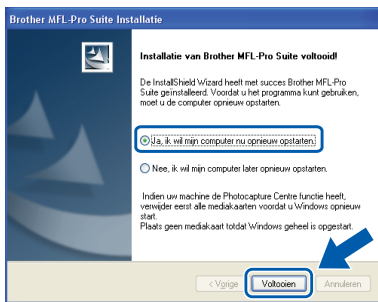 Brother MFL-Pro Suite Installatie
Installatie van Brother MFL-Pro Suite voltooid!
De InstallShield Wizard heeft met succes Brother MFL-Pro
Suite geïnstalleerd. Voordat u het programma kunt gebruiken,
moet u de computer opnieuw opstarten.
Ja, ik wil mijn computer nu opnieuw opstarten.
Nee, ik wil mijn computer later opnieuw opstarten.
Indien uw machine de Photocapture Centre functie heeft,
verwijder eerst alle mediakaarten voordat u Windows opnieuw
start.
Plaats geen mediakaart totdat Windows geheel is opgestart.
< Vorige Voltooien Annuleren